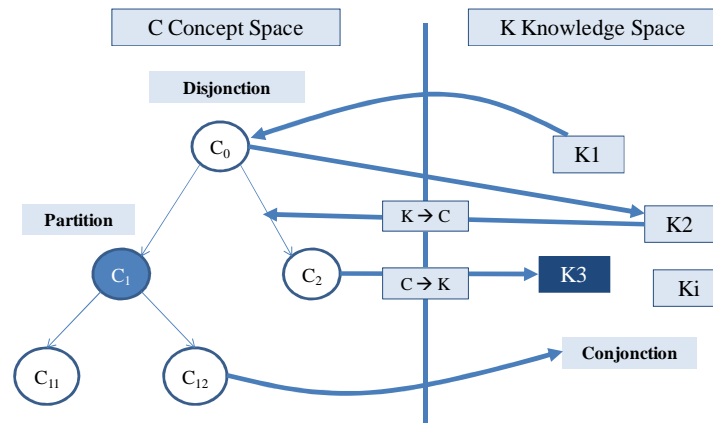 C Concept Space
K Knowledge Space
Disjonction
C₀
K1
Partition
K → C
K2
C₁
C₂
C → K
K3
Ki
C₁₁
C₁₂
Conjonction